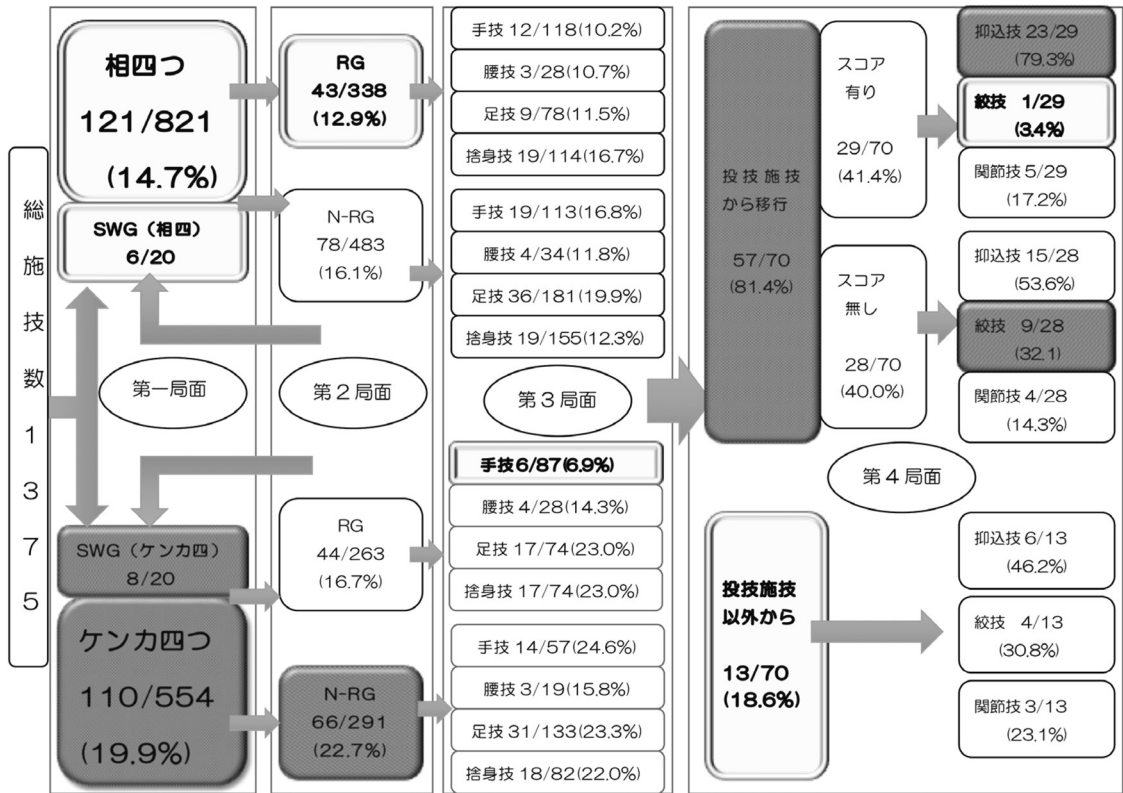 総施技数1375
相四つ
121/821
(14.7%)
SWG（相四）
6/20
第一局面
SWG（ケンカ四）
8/20
ケンカ四つ
110/554
(19.9%)
RG
43/338
(12.9%)
N-RG
78/483
(16.1%)
第2局面
RG
44/263
(16.7%)
N-RG
66/291
(22.7%)
手技 12/118(10.2%)
腰技 3/28(10.7%)
足技 9/78(11.5%)
捨身技 19/114(16.7%)
手技 19/113(16.8%)
腰技 4/34(11.8%)
足技 36/181(19.9%)
捨身技 19/155(12.3%)
第3局面
手技6/87(6.9%)
腰技 4/28(14.3%)
足技 17/74(23.0%)
捨身技 17/74(23.0%)
手技 14/57(24.6%)
腰技 3/19(15.8%)
足技 31/133(23.3%)
捨身技 18/82(22.0%)
投技施技
から移行
57/70
(81.4%)
スコア
有り
29/70
(41.4%)
抑込技 23/29
(79.3%)
絞技 1/29
(3.4%)
関節技 5/29
(17.2%)
スコア
無し
28/70
(40.0%)
抑込技 15/28
(53.6%)
絞技 9/28
(32.1)
関節技 4/28
(14.3%)
第4局面
投技施技
以外から
13/70
(18.6%)
抑込技 6/13
(46.2%)
絞技 4/13
(30.8%)
関節技 3/13
(23.1%)